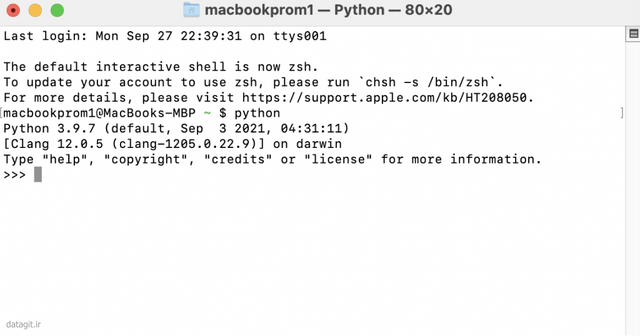 macbookprom1 — Python — 80×20
Last login: Mon Sep 27 22:39:31 on ttys001
The default interactive shell is now zsh.
To update your account to use zsh, please run `chsh -s /bin/zsh`.
For more details, please visit https://support.apple.com/kb/HT208050.
[macbookprom1@MacBooks-MBP ~ $ python ]
Python 3.9.7 (default, Sep  3 2021, 04:31:11)
[Clang 12.0.5 (clang-1205.0.22.9)] on darwin
Type "help", "copyright", "credits" or "license" for more information.
>>>
datagit.ir